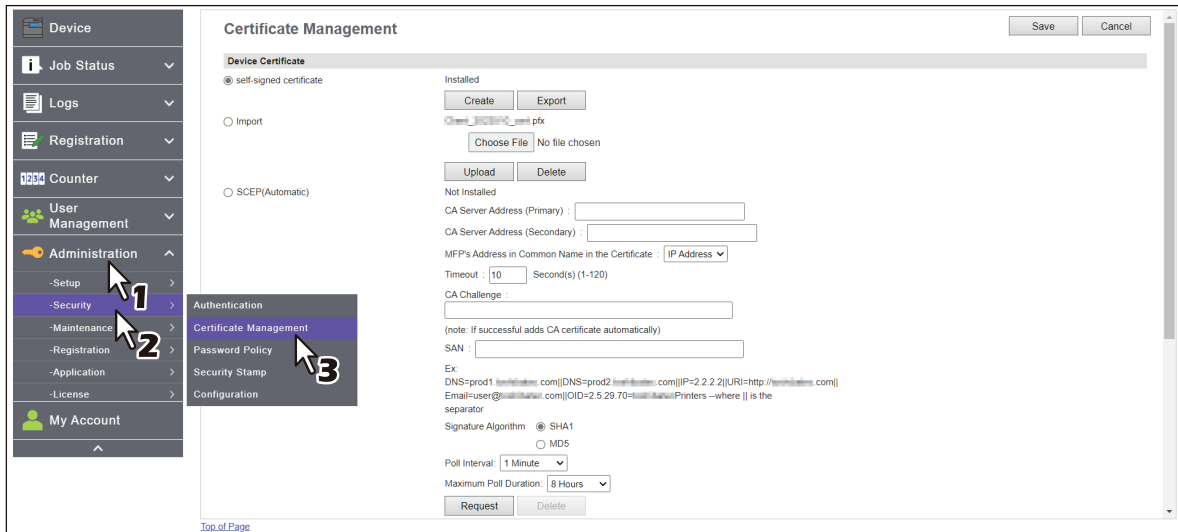 Device
Job Status
Logs
Registration
1234 Counter
User
Management
Administration
-Setup
-Security
-Maintenance
-Registration
-Application
-License
My Account
1
2
3
Authentication
Certificate Management
Password Policy
Security Stamp
Configuration
Certificate Management
Save Cancel
Device Certificate
self-signed certificate Installed
Create Export
Import .pfx
Choose File No file chosen
Upload Delete
SCEP(Automatic) Not Installed
CA Server Address (Primary) :
CA Server Address (Secondary) :
MFP's Address in Common Name in the Certificate : IP Address
Timeout : 10 Second(s) (1-120)
CA Challenge :
(note: If successful adds CA certificate automatically)
SAN :
Ex:
DNS=prod1. .com||DNS=prod2. .com||IP=2.2.2.2||URI=http:// .com||
Email=user@ .com||OID=2.5.29.70= Printers --where || is the
separator
Signature Algorithm SHA1
MD5
Poll Interval: 1 Minute
Maximum Poll Duration: 8 Hours
Request Delete
Top of Page